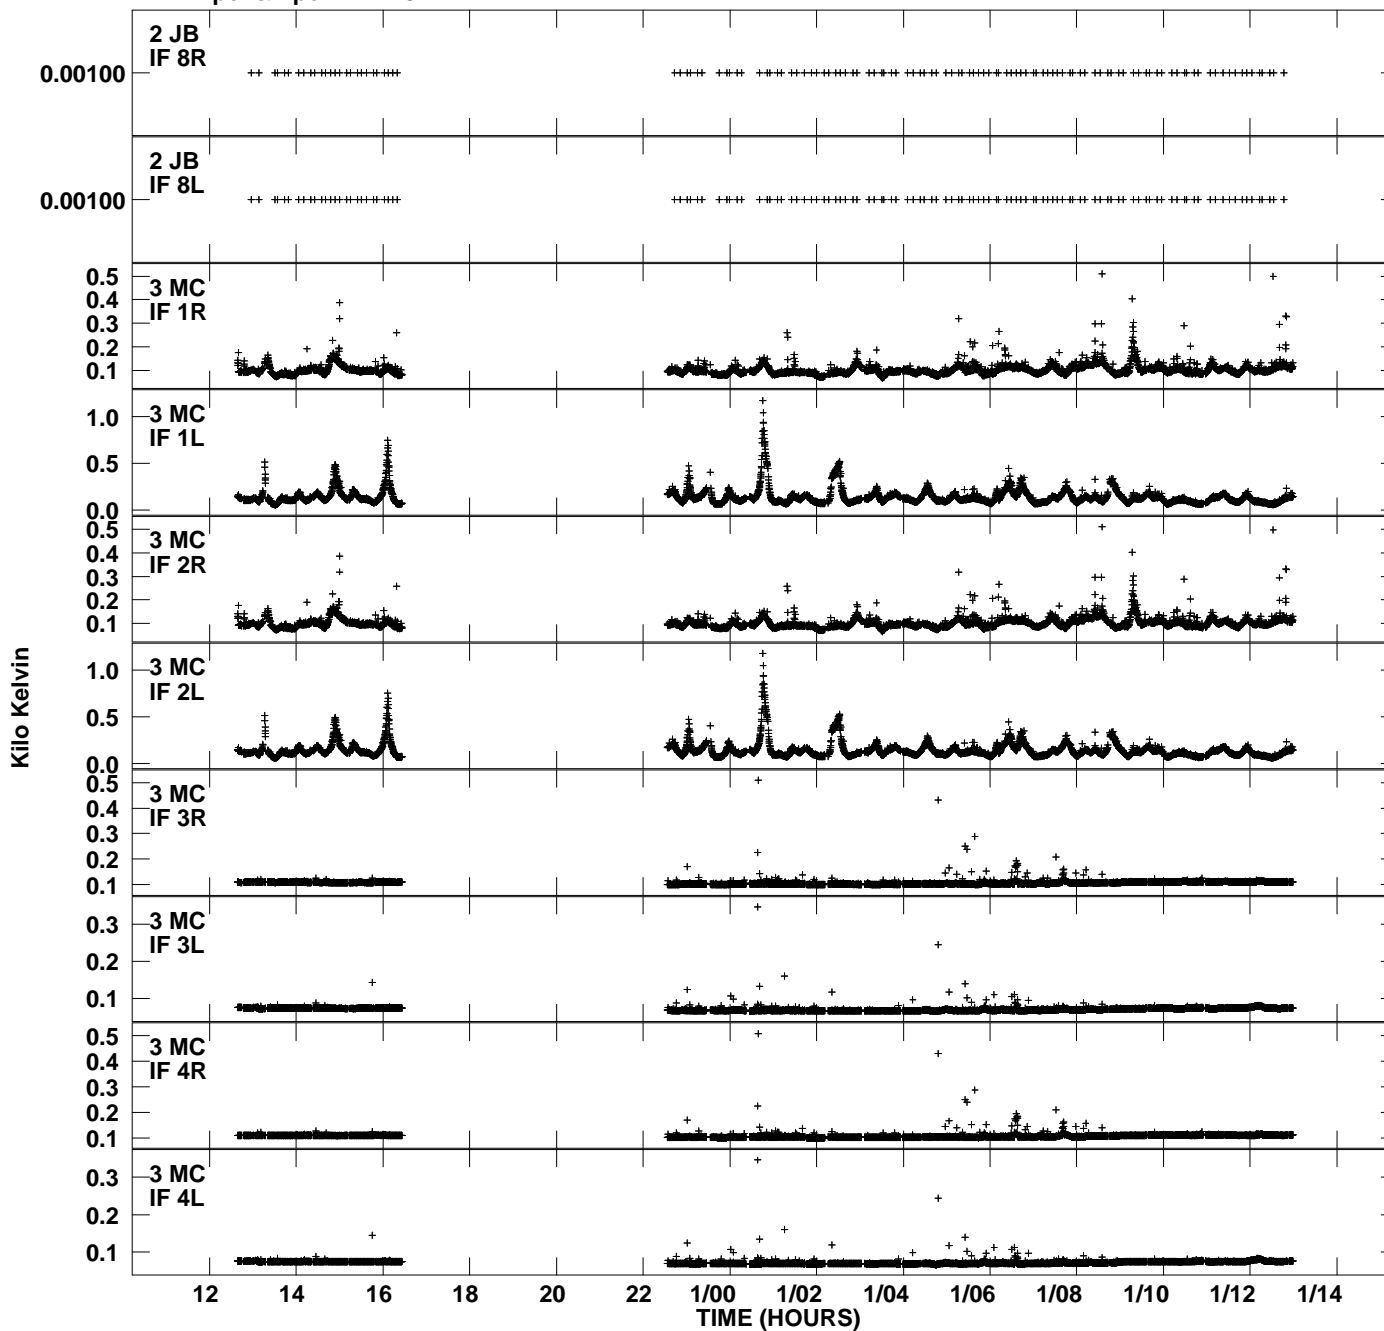 2 JB
IF 8R
0.00100
2 JB
IF 8L
0.00100
3 MC
IF 1R
0.5
0.4
0.3
0.2
0.1
3 MC
IF 1L
1.0
0.5
0.0
3 MC
IF 2R
0.5
0.4
0.3
0.2
0.1
3 MC
IF 2L
1.0
0.5
0.0
3 MC
IF 3R
0.5
0.4
0.3
0.2
0.1
3 MC
IF 3L
0.3
0.2
0.1
3 MC
IF 4R
0.5
0.4
0.3
0.2
0.1
3 MC
IF 4L
0.3
0.2
0.1
Kilo Kelvin
12 14 16 18 20 22 1/00 1/02 1/04 1/06 1/08 1/10 1/12 1/14
TIME (HOURS)